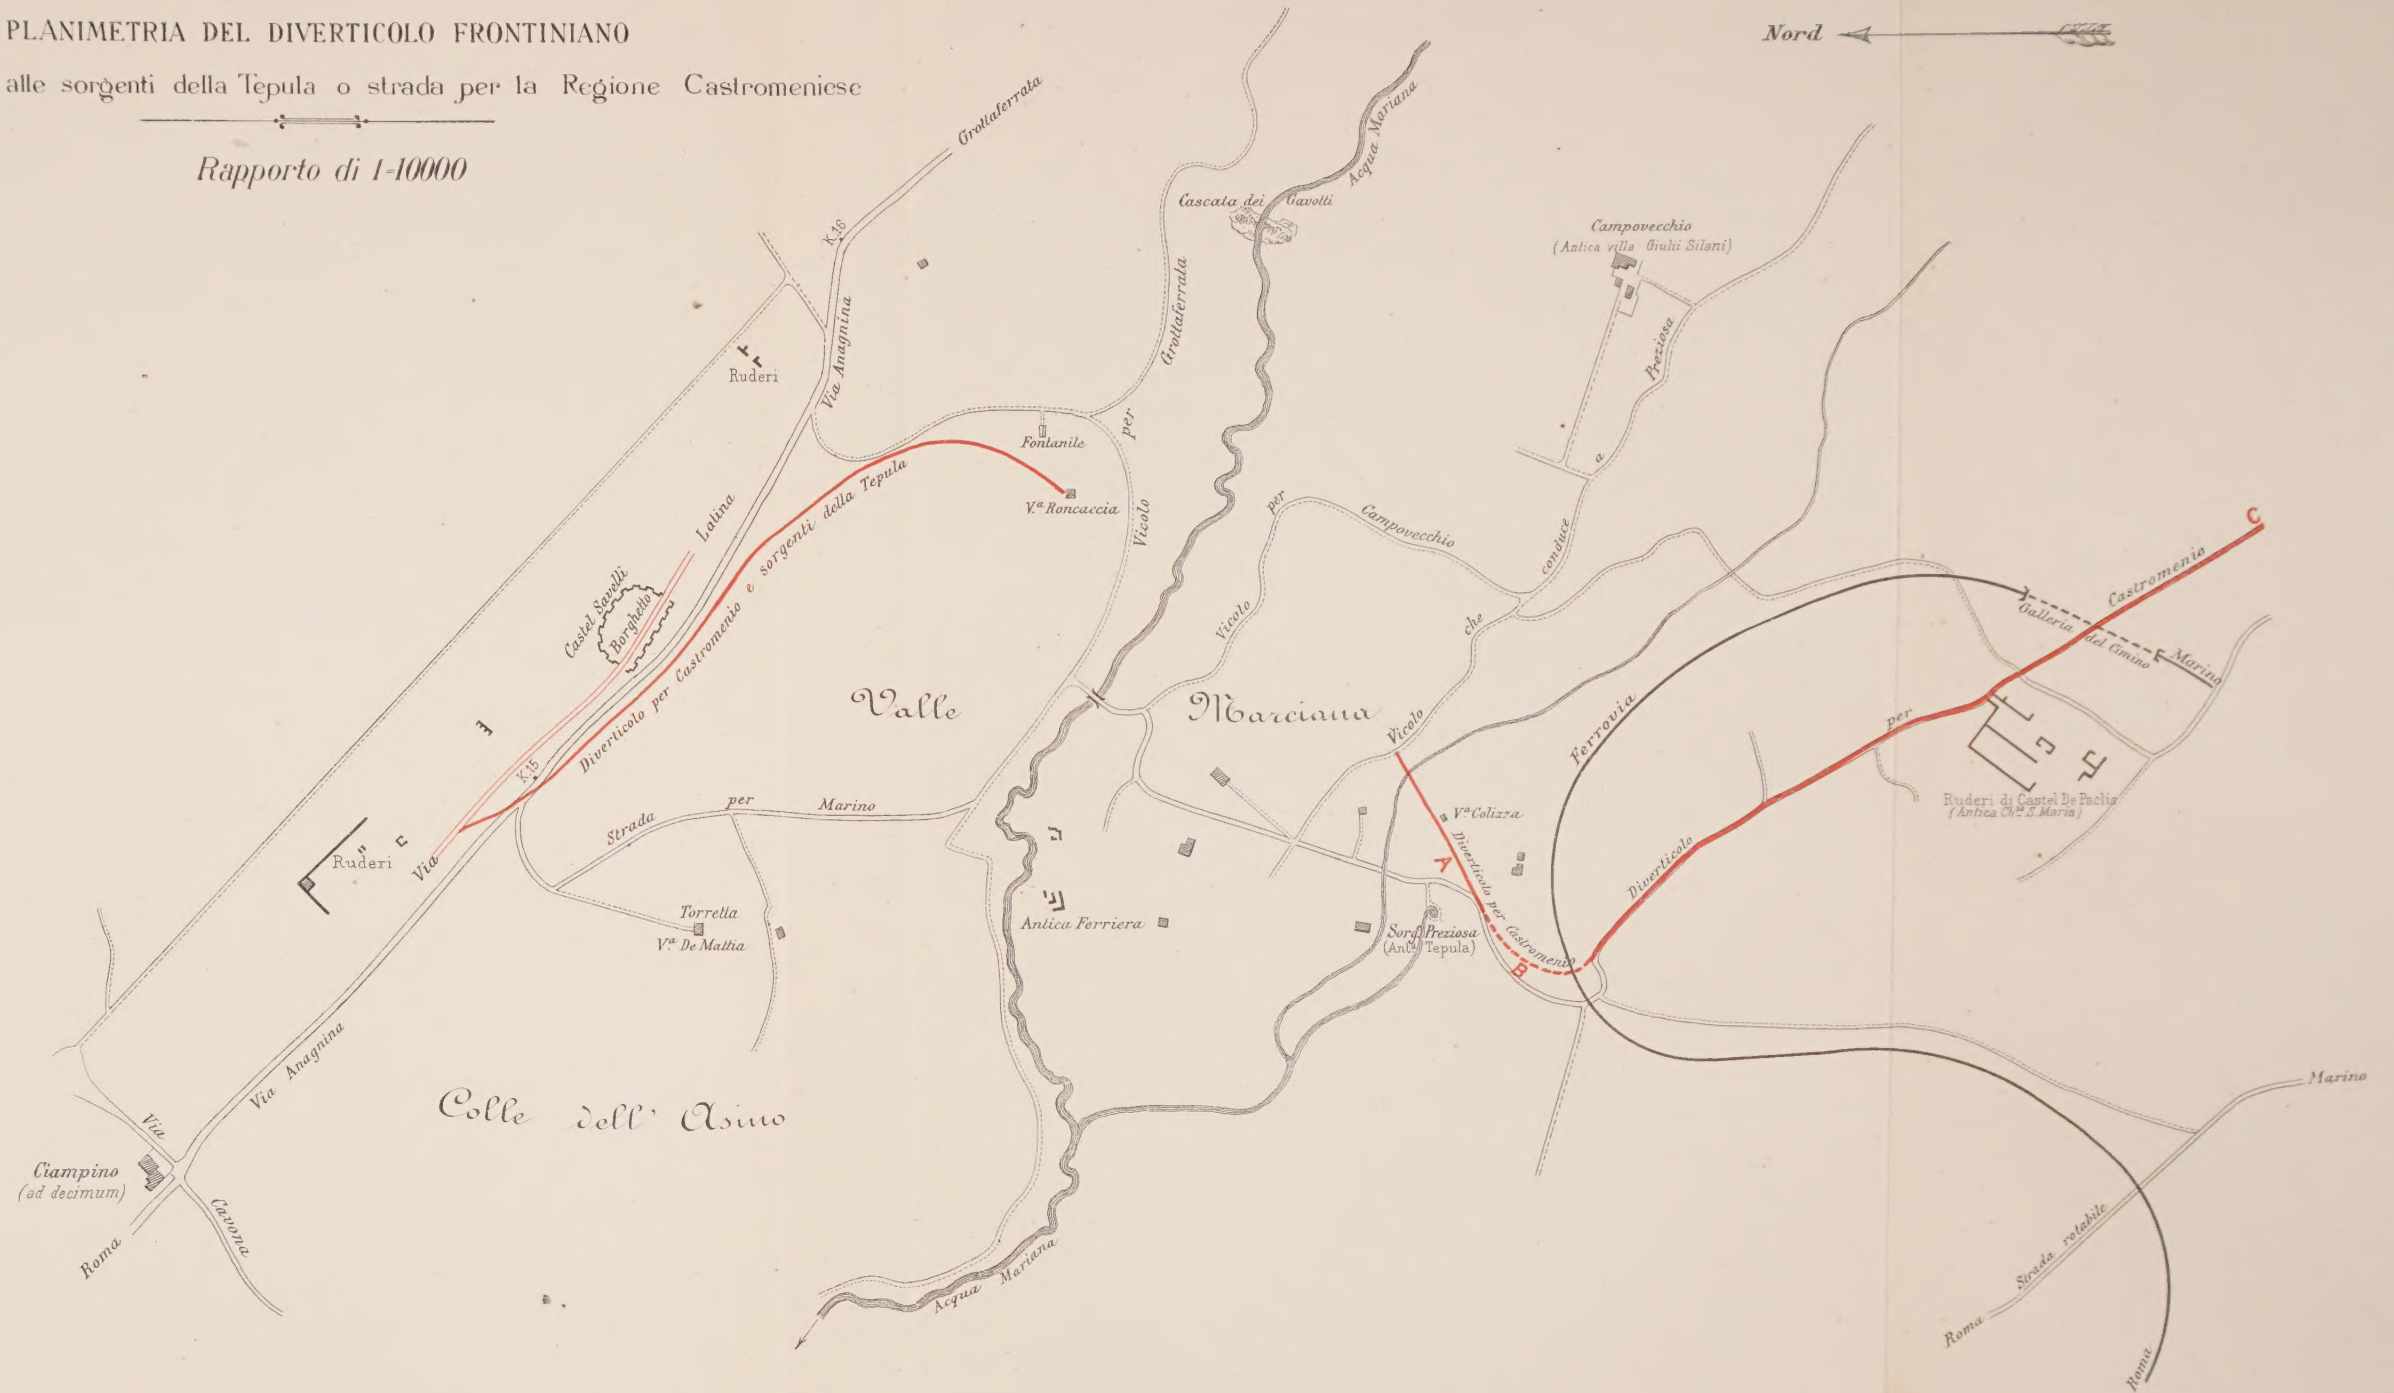 PLANIMETRIA DEL DIVERTICOLO FRONTINIANO
alle sorgenti della Tepula o strada per la Regione Castromeniese
Rapporto di 1=10000
Nord
Grottaferrata
K.16
Via Anagnina
Ruderi
Acqua Mariana
Cascata dei Gavotti
Vicolo per Grottaferrata
Campovecchio
(Antica villa Giulii Silani)
Fontanile
V.ª Roncaccia
Via Latina
Castel Savelli
Borghetto
Diverticolo per Castromenio e sorgenti della Tepula
K.15
Ruderi
Strada per Marino
Valle Marciana
Vicolo per Campovecchio
Vicolo che conduce a Preziosa
Ferrovia
Galleria del Cimino
Marino
C
Diverticolo per Castromenio
Ruderi di Castel De Paolis
(Antica Ch.ª S. Maria)
V.ª Colizza
A
Diverticolo per Castromenio
B
Sorg. Preziosa
(Ant.ª Tepula)
Antica Ferriera
Torretta
V.ª De Mattia
Via Anagnina
Colle dell' Asino
Ciampino
(ad decimum)
Via Cavona
Roma
Acqua Mariana
Marino
Strada rotabile
Roma
Roma